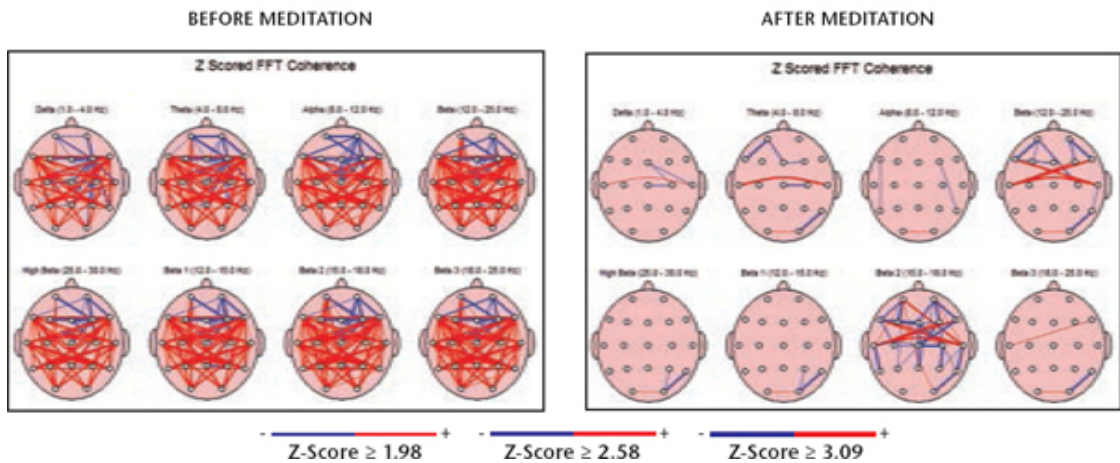 BEFORE MEDITATION
Z Scored FFT Coherence
Delta (1.0 - 4.0 Hz) Theta (4.0 - 8.0 Hz) Alpha (8.0 - 12.0 Hz) Beta (12.0 - 25.0 Hz)
High Beta (25.0 - 30.0 Hz) Beta 1 (12.0 - 15.0 Hz) Beta 2 (15.0 - 18.0 Hz) Beta 3 (18.0 - 25.0 Hz)
AFTER MEDITATION
Z Scored FFT Coherence
Delta (1.0 - 4.0 Hz) Theta (4.0 - 8.0 Hz) Alpha (8.0 - 12.0 Hz) Beta (12.0 - 25.0 Hz)
High Beta (25.0 - 30.0 Hz) Beta 1 (12.0 - 15.0 Hz) Beta 2 (15.0 - 18.0 Hz) Beta 3 (18.0 - 25.0 Hz)
- + - + - +
Z-Score ≥ 1.98 Z-Score ≥ 2.58 Z-Score ≥ 3.09